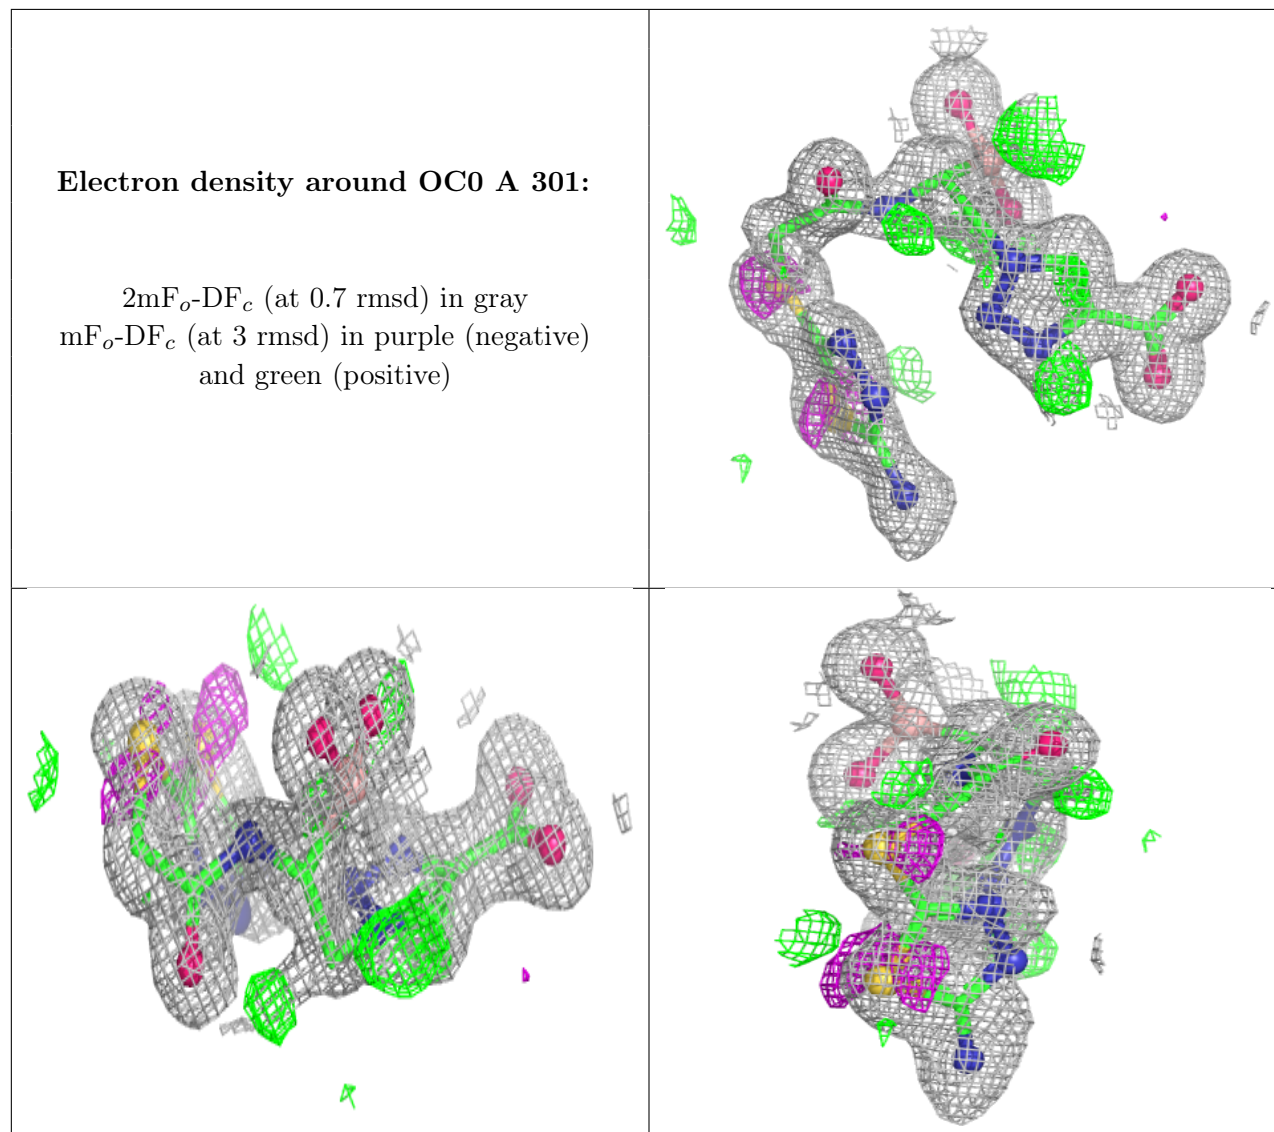 Electron density around OC0 A 301:
2mFo-DFc (at 0.7 rmsd) in gray
mFo-DFc (at 3 rmsd) in purple (negative)
and green (positive)